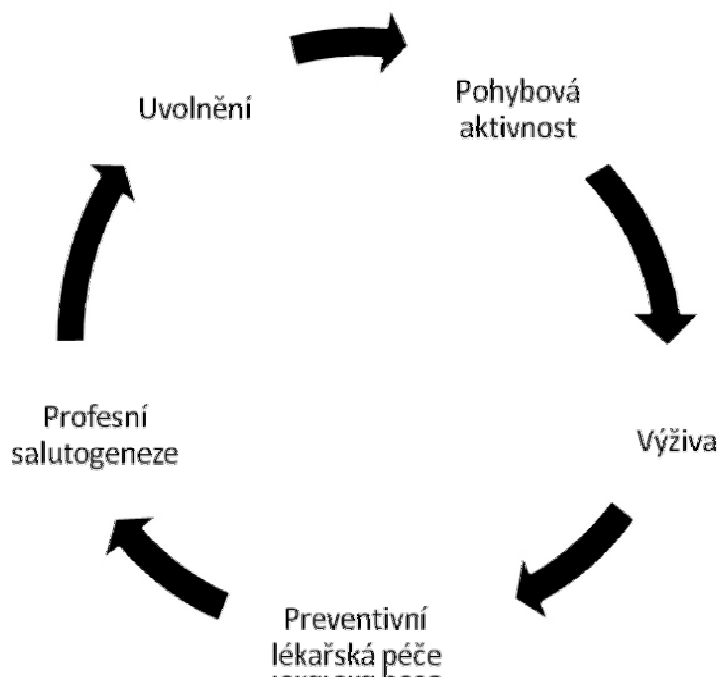 Uvolnění
Pohybová
aktivnost
Výživa
Preventivní
lékařská péče
Profesní
salutogeneze